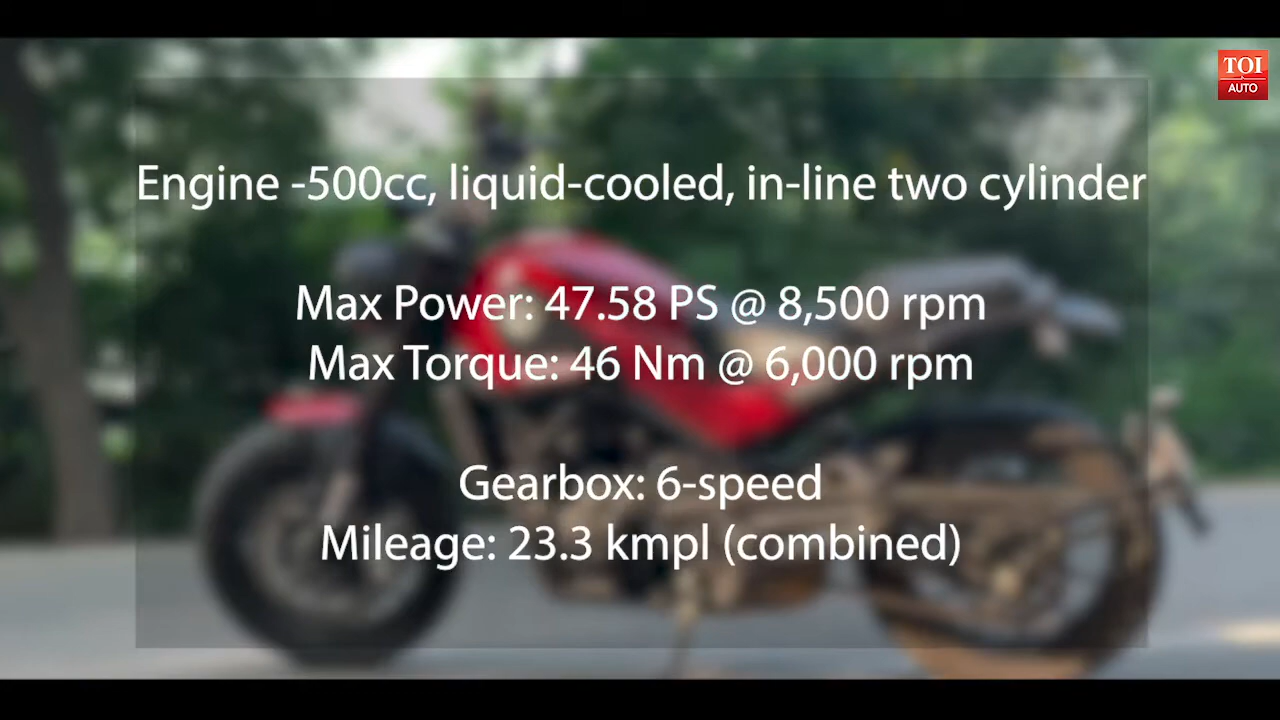 TOI
AUTO
Engine -500cc, liquid-cooled, in-line two cylinder
Max Power: 47.58 PS @ 8,500 rpm
Max Torque: 46 Nm @ 6,000 rpm
Gearbox: 6-speed
Mileage: 23.3 kmpl (combined)